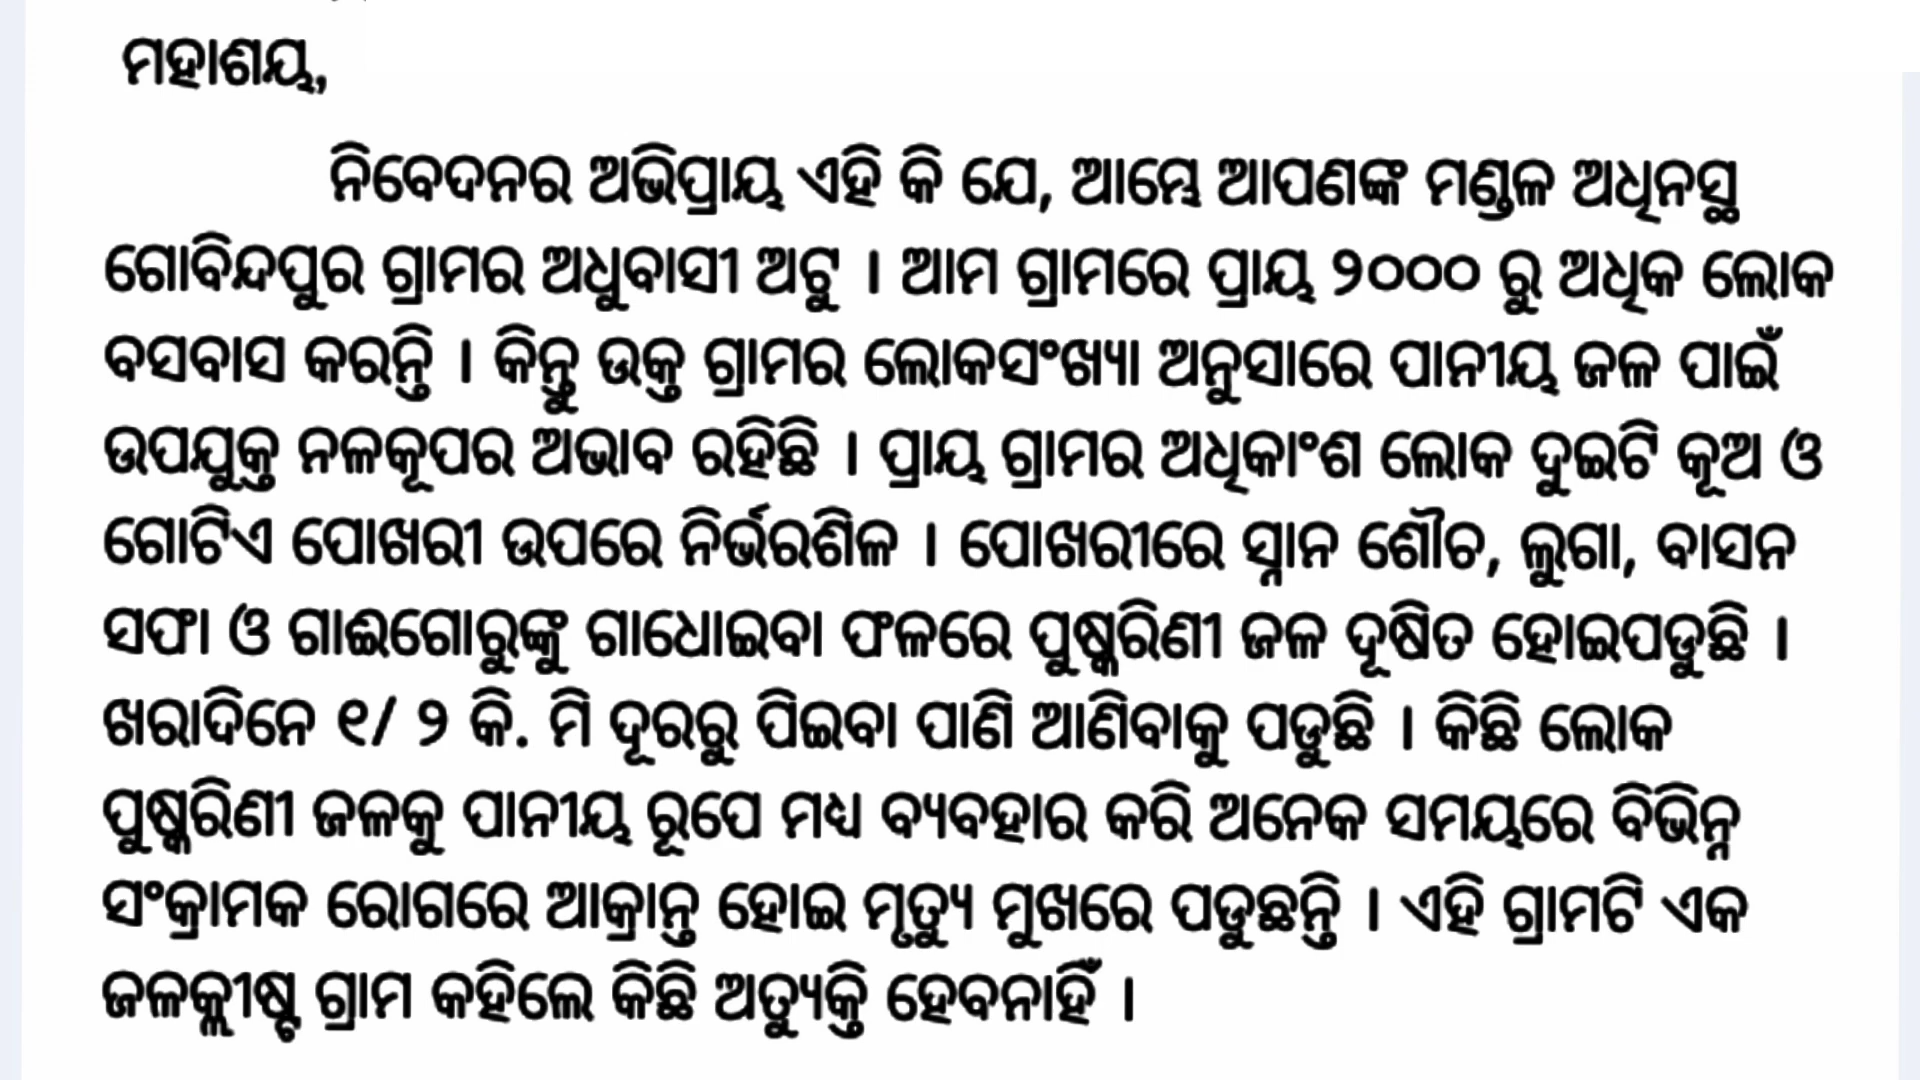 ମହାଶୟ,
ନିବେଦନର ଅଭିପ୍ରାୟ ଏହି କି ଯେ, ଆମ୍ଭେ ଆପଣଙ୍କ ମଣ୍ଡଳ ଅଧିନସ୍ଥ
ଗୋବିନ୍ଦପୁର ଗ୍ରାମର ଅଧୁବାସୀ ଅଟୁ । ଆମ ଗ୍ରାମରେ ପ୍ରାୟ ୨୦୦୦ ରୁ ଅଧିକ ଲୋକ
ବସବାସ କରନ୍ତି । କିନ୍ତୁ ଉକ୍ତ ଗ୍ରାମର ଲୋକସଂଖ୍ୟା ଅନୁସାରେ ପାନୀୟ ଜଳ ପାଇଁ
ଉପଯୁକ୍ତ ନଳକୂପର ଅଭାବ ରହିଛି । ପ୍ରାୟ ଗ୍ରାମର ଅଧିକାଂଶ ଲୋକ ଦୁଇଟି କୂଅ ଓ
ଗୋଟିଏ ପୋଖରୀ ଉପରେ ନିର୍ଭରଶିଳ । ପୋଖରୀରେ ସ୍ନାନ ଶୌଚ, ଲୁଗା, ବାସନ
ସଫା ଓ ଗାଈଗୋରୁଙ୍କୁ ଗାଧୋଇବା ଫଳରେ ପୁଷ୍କରିଣୀ ଜଳ ଦୂଷିତ ହୋଇପଡୁଛି ।
ଖରାଦିନେ ୧/ ୨ କି. ମି ଦୂରରୁ ପିଇବା ପାଣି ଆଣିବାକୁ ପଡୁଛି । କିଛି ଲୋକ
ପୁଷ୍କରିଣୀ ଜଳକୁ ପାନୀୟ ରୂପେ ମଧ୍ୟ ବ୍ୟବହାର କରି ଅନେକ ସମୟରେ ବିଭିନ୍ନ
ସଂକ୍ରାମକ ରୋଗରେ ଆକ୍ରାନ୍ତ ହୋଇ ମୃତ୍ୟୁ ମୁଖରେ ପଡୁଛନ୍ତି । ଏହି ଗ୍ରାମଟି ଏକ
ଜଳକ୍ଲୀଷ୍ଟ ଗ୍ରାମ କହିଲେ କିଛି ଅତ୍ୟୁକ୍ତି ହେବନାହିଁ ।